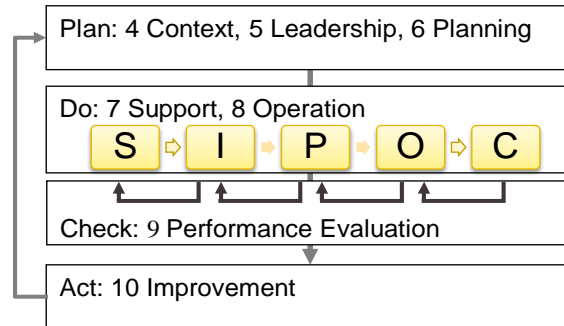 Plan: 4 Context, 5 Leadership, 6 Planning
Do: 7 Support, 8 Operation
S I P O C
Check: 9 Performance Evaluation
Act: 10 Improvement